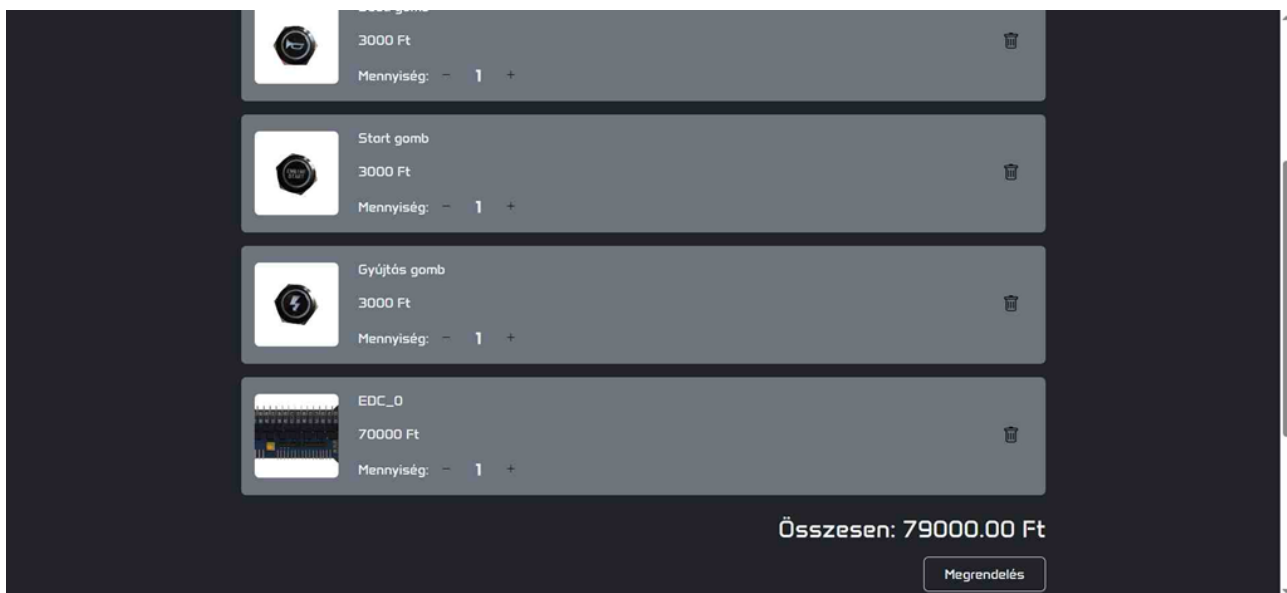 3000 Ft
Mennyiség: − 1 +
Start gomb
3000 Ft
Mennyiség: − 1 +
Gyújtás gomb
3000 Ft
Mennyiség: − 1 +
EDC_0
70000 Ft
Mennyiség: − 1 +
Összesen: 79000.00 Ft
Megrendelés